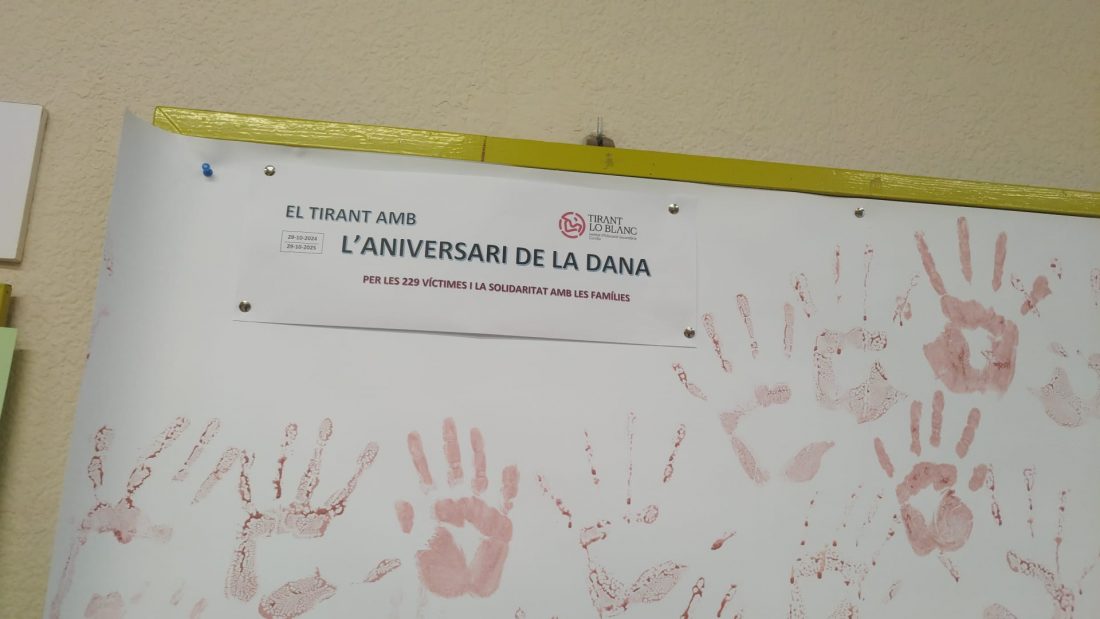 EL TIRANT AMB
29-10-2024
29-10-2025
L'ANIVERSARI DE LA DANA
PER LES 229 VÍCTIMES I LA SOLIDARITAT AMB LES FAMÍLIES
TIRANT
LO BLANC